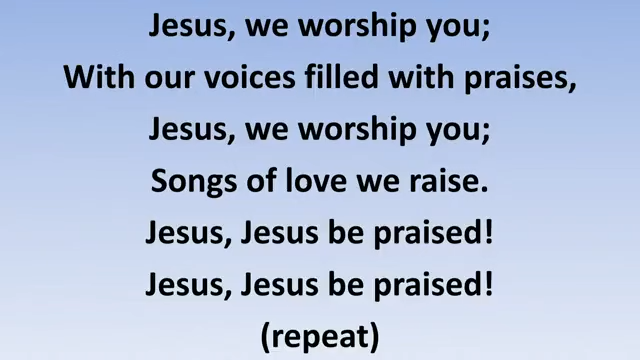 Jesus, we worship you;
With our voices filled with praises,
Jesus, we worship you;
Songs of love we raise.
Jesus, Jesus be praised!
Jesus, Jesus be praised!
(repeat)